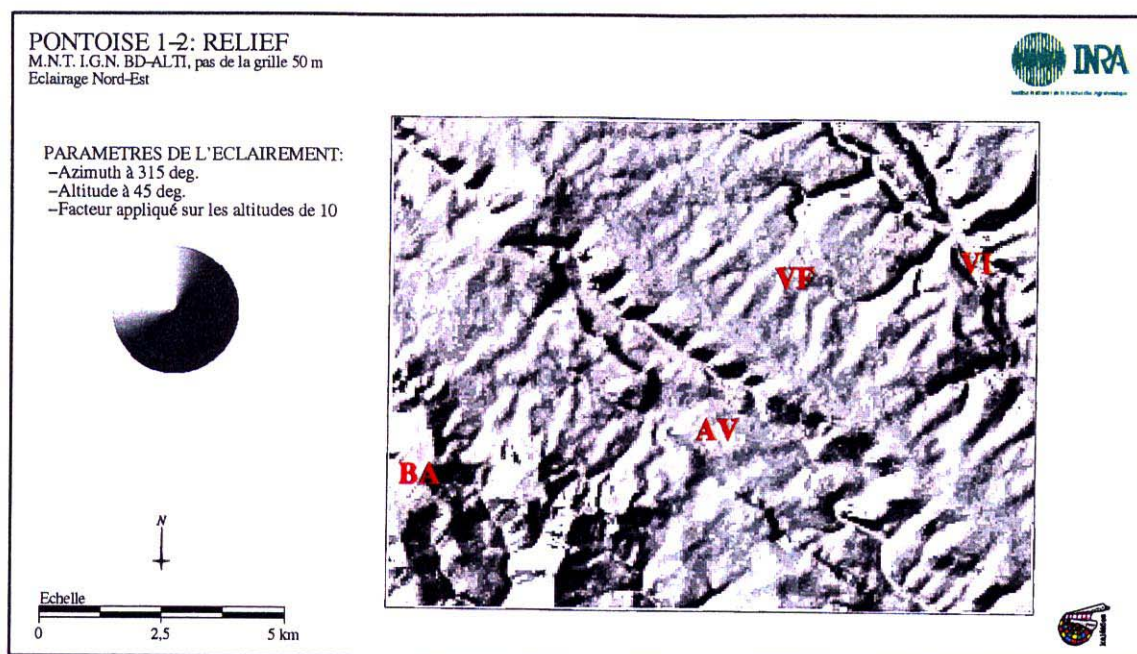 PONTOISE 1-2: RELIEF
M.N.T. I.G.N. BD-ALTI, pas de la grille 50 m
Eclairage Nord-Est
INRA
PARAMETRES DE L'ECLAIREMENT:
-Azimuth à 315 deg.
-Altitude à 45 deg.
-Facteur appliqué sur les altitudes de 10
VF
VI
AV
BA
N
Echelle
0 2,5 5 km